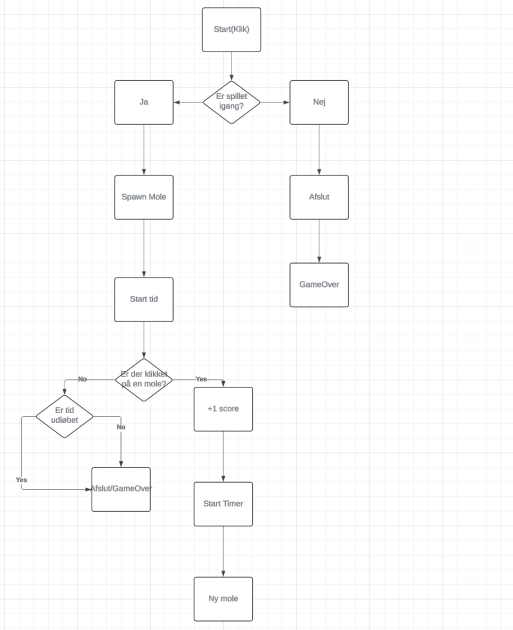 Start(Klik)
Ja
Er spillet
igang?
Nej
Spawn Mole
Afslut
GameOver
Start tid
Er der klikket
på en mole?
No
Yes
Er tid
udløbet
+1 score
No
Yes
Afslut/GameOver
Start Timer
Ny mole